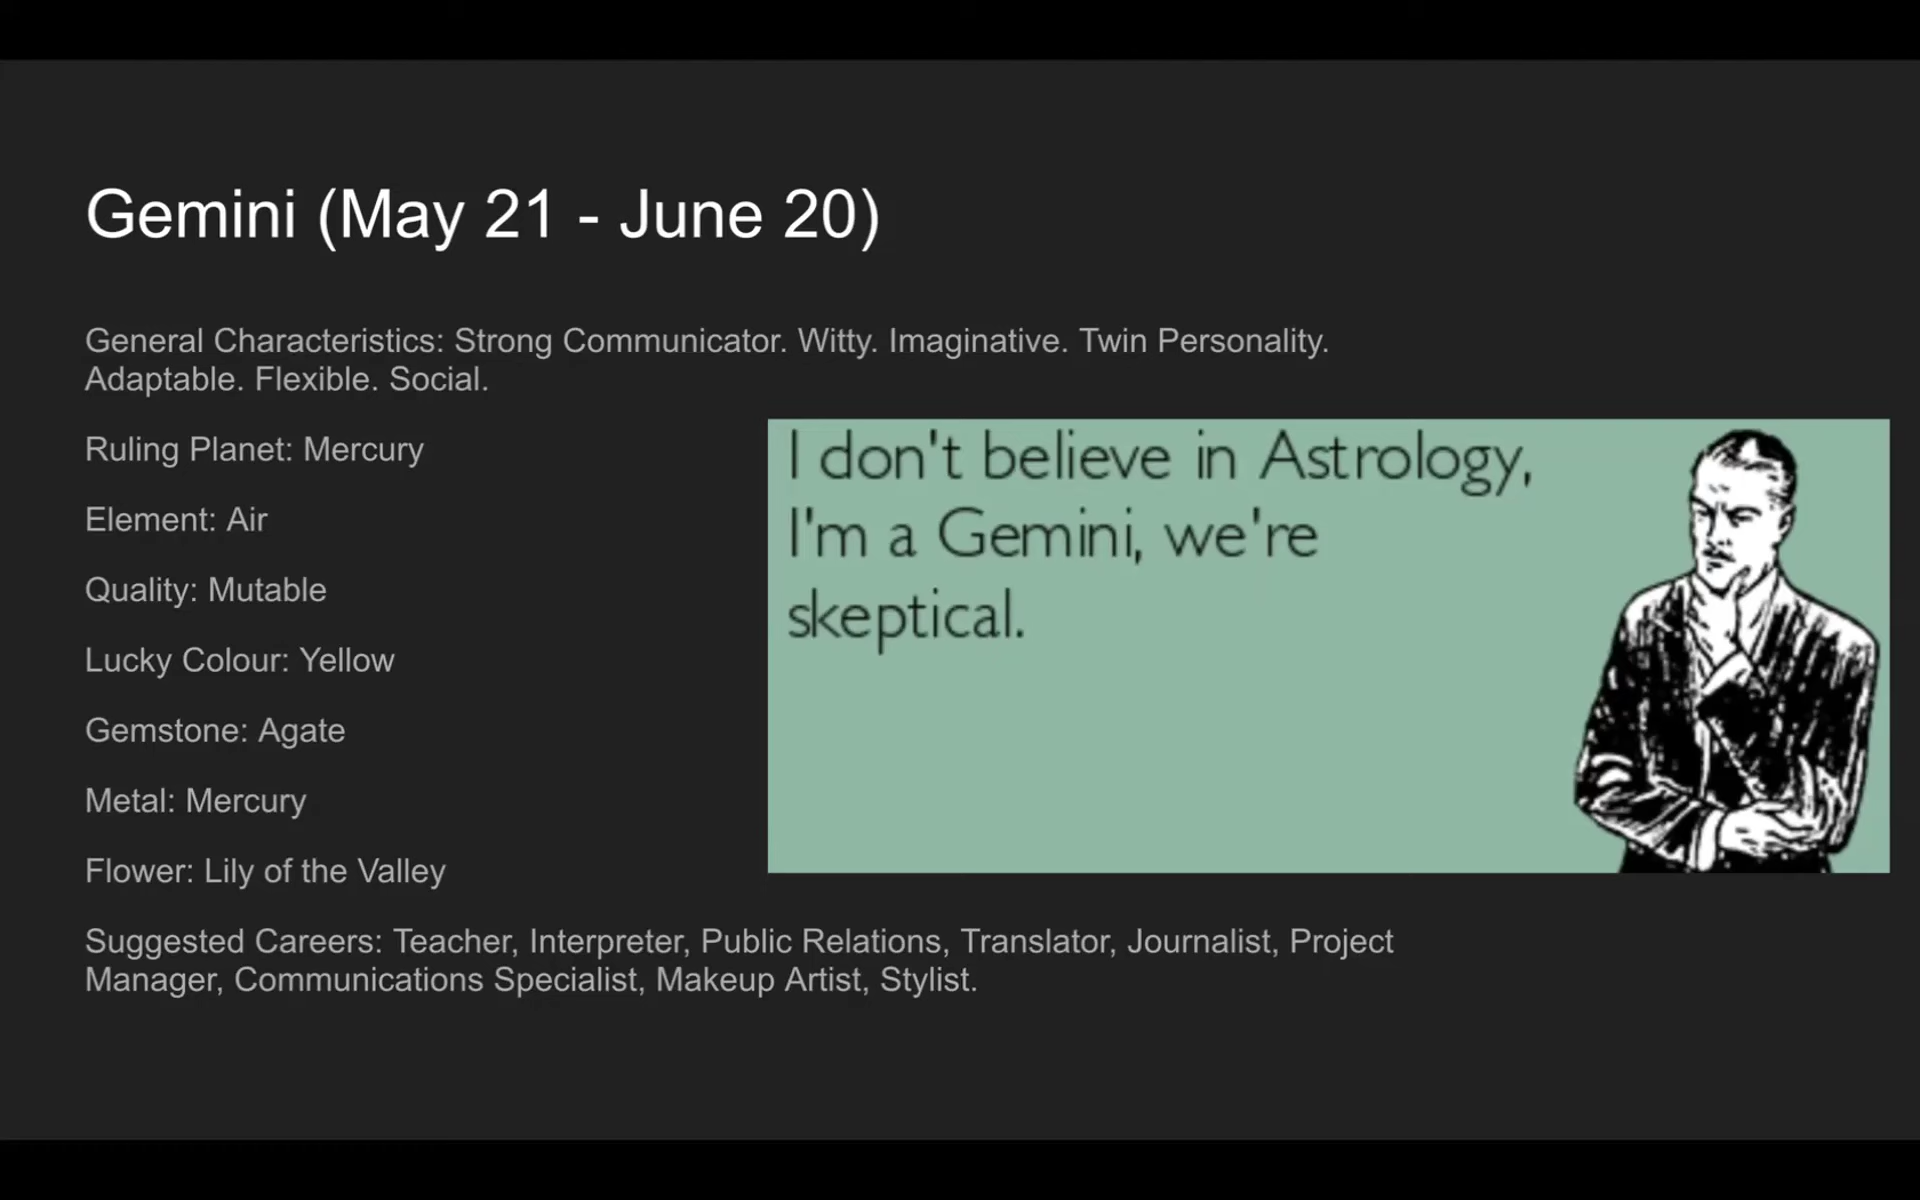 Gemini (May 21 - June 20)
General Characteristics: Strong Communicator. Witty. Imaginative. Twin Personality.
Adaptable. Flexible. Social.
Ruling Planet: Mercury
Element: Air
Quality: Mutable
Lucky Colour: Yellow
Gemstone: Agate
Metal: Mercury
Flower: Lily of the Valley
I don't believe in Astrology,
I'm a Gemini, we're
skeptical.
Suggested Careers: Teacher, Interpreter, Public Relations, Translator, Journalist, Project
Manager, Communications Specialist, Makeup Artist, Stylist.